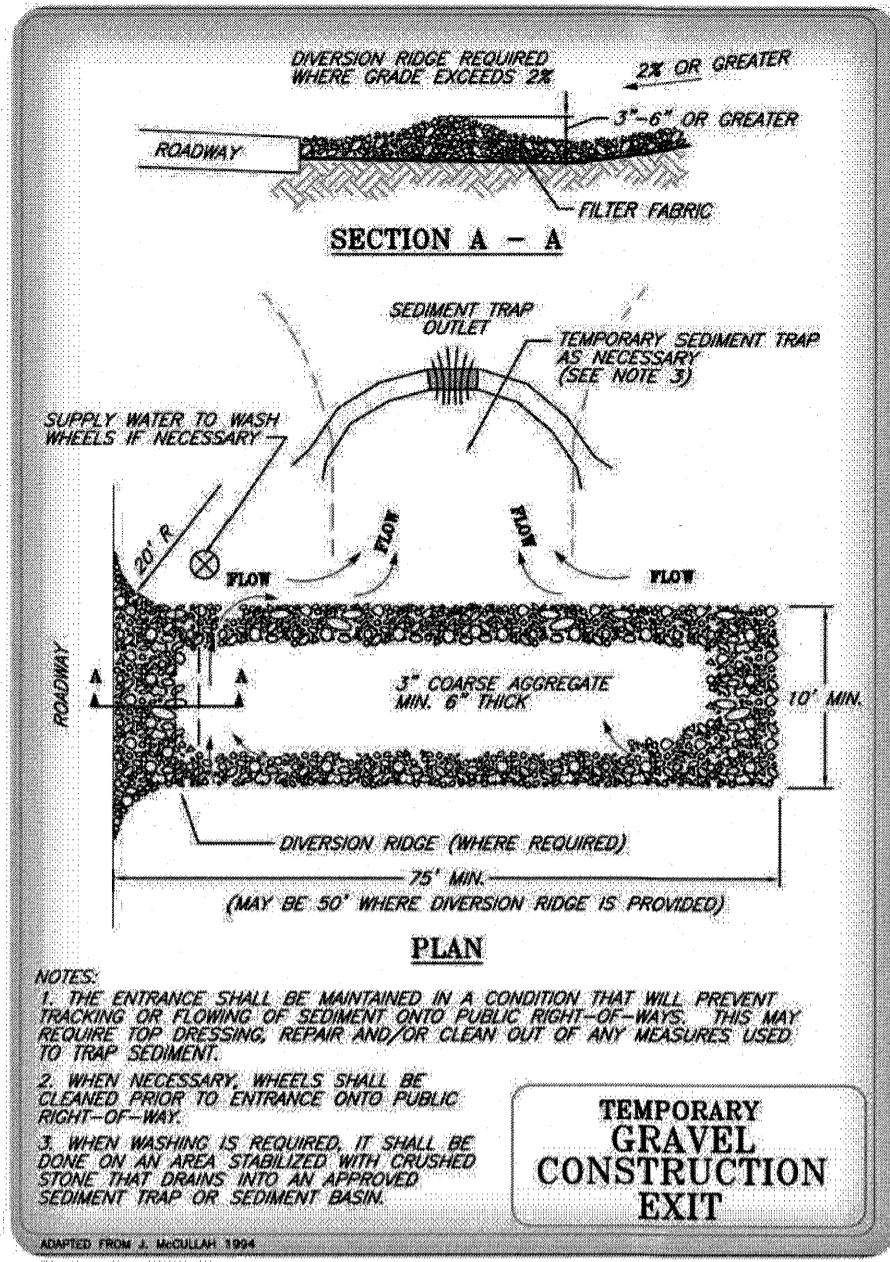 DIVERSION RIDGE REQUIRED
WHERE GRADE EXCEEDS 2%
2% OR GREATER
3"-6" OR GREATER
ROADWAY
FILTER FABRIC
SECTION A - A
SEDIMENT TRAP
OUTLET
TEMPORARY SEDIMENT TRAP
AS NECESSARY
(SEE NOTE 3)
SUPPLY WATER TO WASH
WHEELS IF NECESSARY
20' R
FLOW
FLOW
FLOW
FLOW
ROADWAY
A
A
3" COARSE AGGREGATE
MIN. 6" THICK
10' MIN.
DIVERSION RIDGE (WHERE REQUIRED)
75' MIN.
(MAY BE 50' WHERE DIVERSION RIDGE IS PROVIDED)
PLAN
NOTES:
1. THE ENTRANCE SHALL BE MAINTAINED IN A CONDITION THAT WILL PREVENT
TRACKING OR FLOWING OF SEDIMENT ONTO PUBLIC RIGHT-OF-WAYS. THIS MAY
REQUIRE TOP DRESSING, REPAIR AND/OR CLEAN OUT OF ANY MEASURES USED
TO TRAP SEDIMENT.
2. WHEN NECESSARY, WHEELS SHALL BE
CLEANED PRIOR TO ENTRANCE ONTO PUBLIC
RIGHT-OF-WAY.
3. WHEN WASHING IS REQUIRED, IT SHALL BE
DONE ON AN AREA STABILIZED WITH CRUSHED
STONE THAT DRAINS INTO AN APPROVED
SEDIMENT TRAP OR SEDIMENT BASIN.
TEMPORARY
GRAVEL
CONSTRUCTION
EXIT
ADAPTED FROM J. McCULLAH 1994